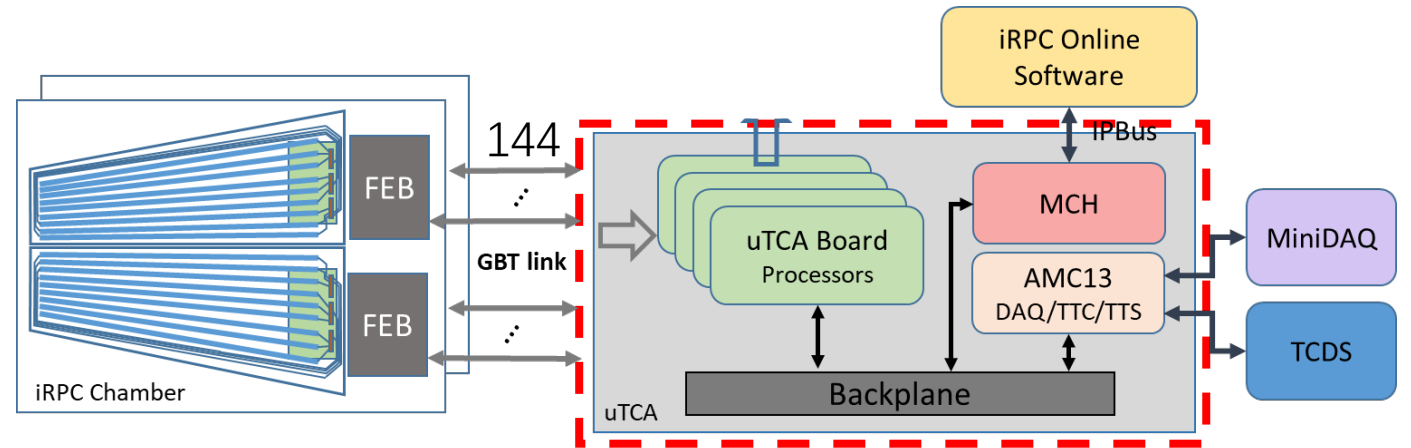 iRPC Online
Software
144
IPBus
FEB
MCH
uTCA Board
Processors
MiniDAQ
GBT link
AMC13
DAQ/TTC/TTS
FEB
TCDS
iRPC Chamber
Backplane
uTCA